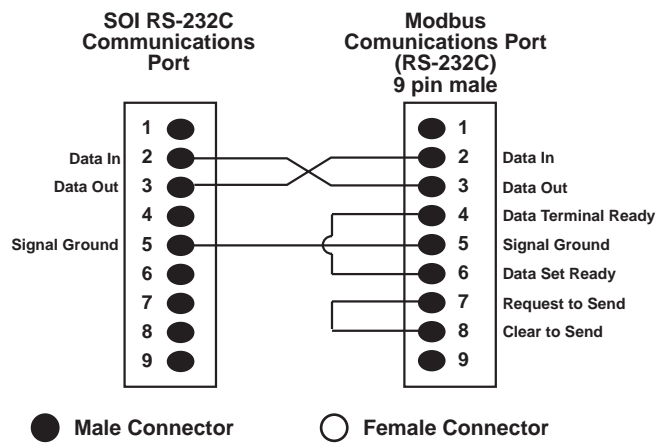 SOI RS-232C
Communications
Port
Modbus
Comunications Port
(RS-232C)
9 pin male
1
Data In 2
Data Out 3
4
Signal Ground 5
6
7
8
9
1
2 Data In
3 Data Out
4 Data Terminal Ready
5 Signal Ground
6 Data Set Ready
7 Request to Send
8 Clear to Send
9
Male Connector
Female Connector